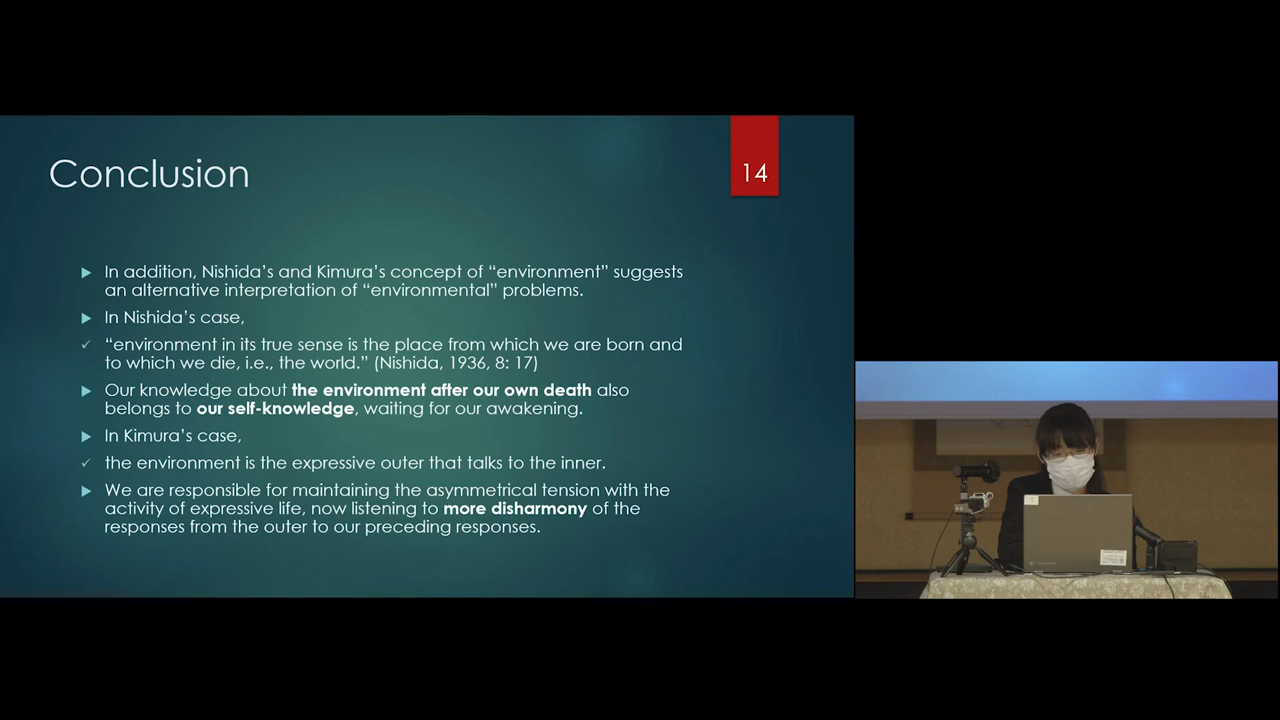 Conclusion
14
In addition, Nishida's and Kimura's concept of "environment" suggests
an alternative interpretation of "environmental" problems.
In Nishida's case,
"environment in its true sense is the place from which we are born and
to which we die, i.e., the world." (Nishida, 1936, 8: 17)
Our knowledge about the environment after our own death also
belongs to our self-knowledge, waiting for our awakening.
In Kimura's case,
the environment is the expressive outer that talks to the inner.
We are responsible for maintaining the asymmetrical tension with the
activity of expressive life, now listening to more disharmony of the
responses from the outer to our preceding responses.